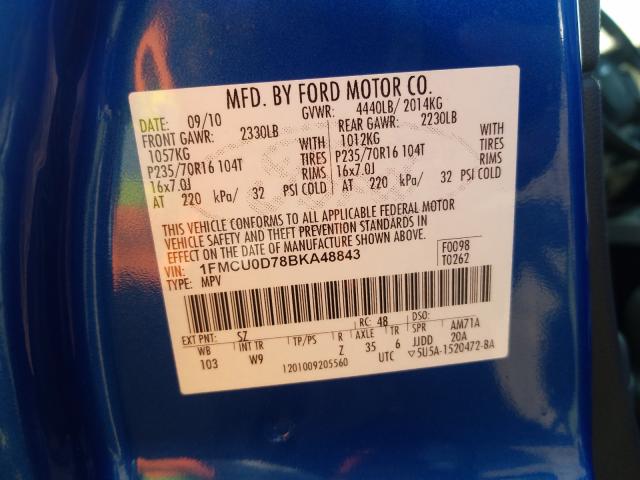 MFD. BY FORD MOTOR CO.
DATE: 09/10 GVWR: 4440LB/ 2014KG
FRONT GAWR: 2330LB REAR GAWR: 2230LB
1057KG WITH 1012KG WITH
P235/70R16 104T TIRES P235/70R16 104T TIRES
16x7.0J RIMS 16x7.0J RIMS
AT 220 kPa/ 32 PSI COLD AT 220 kPa/ 32 PSI COLD
THIS VEHICLE CONFORMS TO ALL APPLICABLE FEDERAL MOTOR
VEHICLE SAFETY AND THEFT PREVENTION STANDARDS IN
EFFECT ON THE DATE OF MANUFACTURE SHOWN ABOVE.
VIN: 1FMCU0D78BKA48843 F0098
TYPE: MPV T0262
EXT PNT: SZ RC: 48 DSO:
WB INT TR TP/PS R AXLE TR SPR AM71A
103 W9 Z 35 6 JJDD 20A
1201009205560 UTC ▽5U5A-1520472-BA